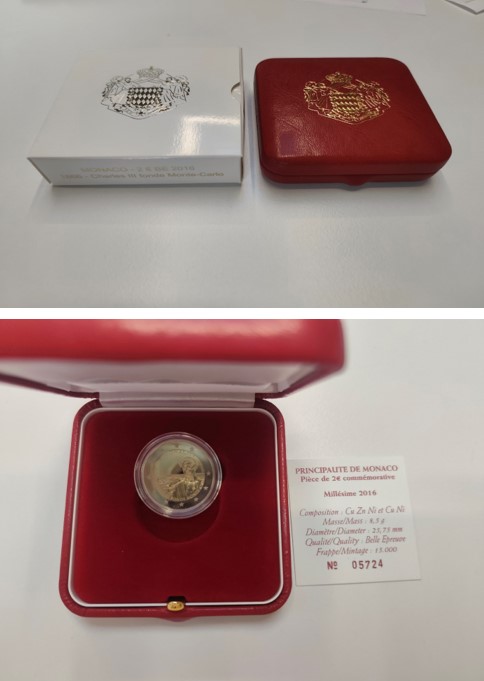 MONACO - 2 € BE 2016
1866 - Charles III fonde Monte-Carlo
PRINCIPAUTE DE MONACO
Pièce de 2€ commémorative
Millésime 2016
Composition : Cu Zn Ni et Cu Ni
Masse/Mass : 8,5 g
Diamètre/Diameter : 25,75 mm
Qualité/Quality : Belle Épreuve
Frappe/Mintage : 15.000
Nº 05724